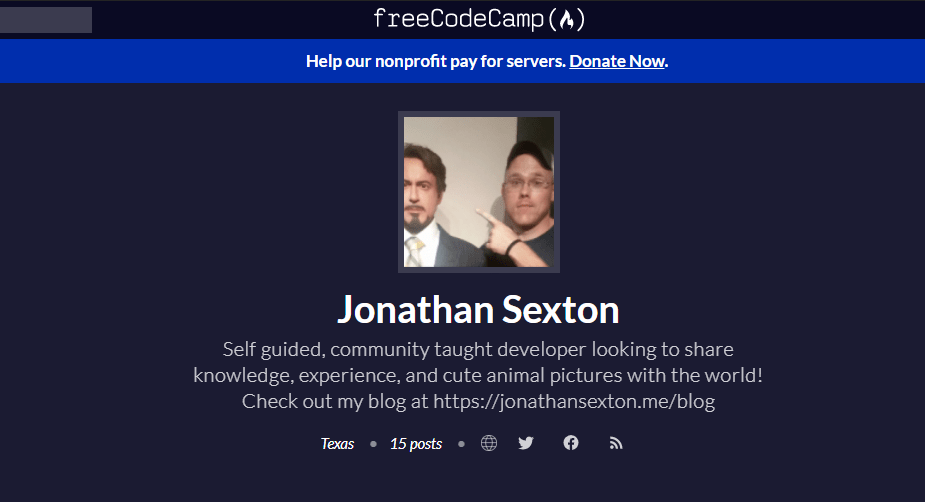 freeCodeCamp(🔥)
Help our nonprofit pay for servers. Donate Now.
Jonathan Sexton
Self guided, community taught developer looking to share
knowledge, experience, and cute animal pictures with the world!
Check out my blog at https://jonathansexton.me/blog
Texas • 15 posts •